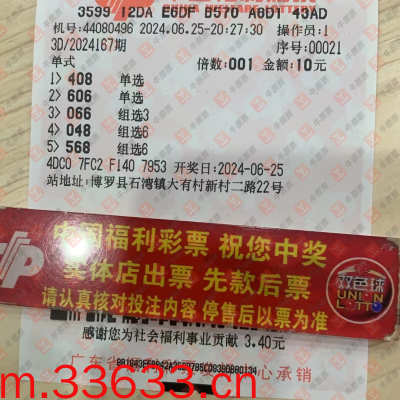 3599 12DA E6DF D570 A6D1 43AD
机号:44080496 2024.06.25-20:27:30 操作员:1
3D/2024167期 序号:00021
单式 倍数:001 金额:10元
1> 408 单选
2> 606 单选
3> 066 组选3
4> 048 组选6
5> 568 组选6
4DC0 7FC2 F140 7953 开奖日:2024-06-25
站地址:博罗县石湾镇大有村新村二路22号
中国福利彩票 祝您中奖
实体店出票 先款后票
请认真核对投注内容 停售后以票为准
双色球
UNION
LOTTO
感谢您为社会福利事业贡献 3.40元
广东省
心承销
m.33633.cn